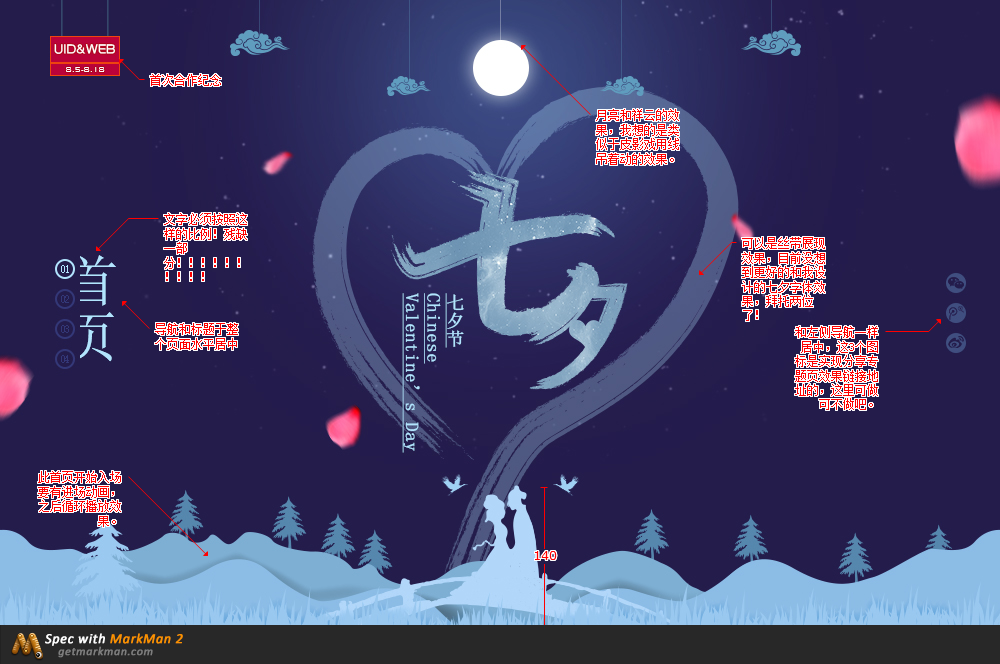 UID&WEB
8.5-8.18
首次合作纪念
月亮和祥云的效
果，我想的是类
似于皮影戏用线
吊着动的效果。
文字必须按照这
样的比例！残缺
一部
分！！！！！！
！！！！
01
02
03
04
首页
导航和标题于整
个页面水平居中
七夕
七夕节
Chinese
Valentine's Day
可以是丝带展现
效果，目前没想
到更好的和我设
计的七夕字体效
果，拜托两位
了！
和左侧导航一样
居中，这3个图
标是实现分享专
题页效果链接地
址的，这里可做
可不做吧。
此首页开始入场
要有进场动画，
之后循环播放效
果。
140
Spec with MarkMan 2
getmarkman.com